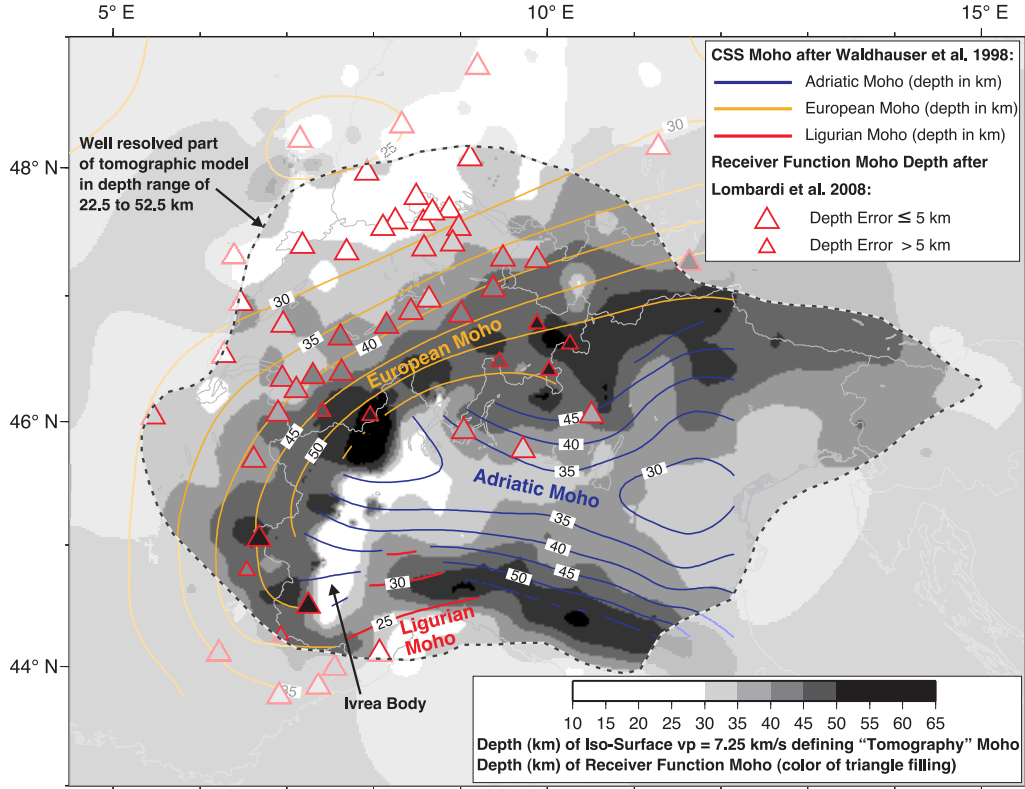 5° E
10° E
15° E
48° N
46° N
44° N
CSS Moho after Waldhauser et al. 1998:
Adriatic Moho (depth in km)
European Moho (depth in km)
Ligurian Moho (depth in km)
Receiver Function Moho Depth after
Lombardi et al. 2008:
Depth Error ≤ 5 km
Depth Error > 5 km
Well resolved part
of tomographic model
in depth range of
22.5 to 52.5 km
25
30
30
35
40
European Moho
45
50
45
40
35
30
Adriatic Moho
35
40
45
50
30
25
Ligurian
Moho
35
Ivrea Body
10 15 20 25 30 35 40 45 50 55 60 65
Depth (km) of Iso-Surface vp = 7.25 km/s defining “Tomography” Moho
Depth (km) of Receiver Function Moho (color of triangle filling)